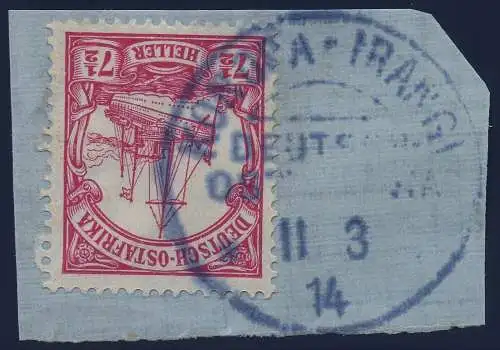 7½ HELLER 7½
DEUTSCH-OSTAFRIKA
IRANGI
11 3
14